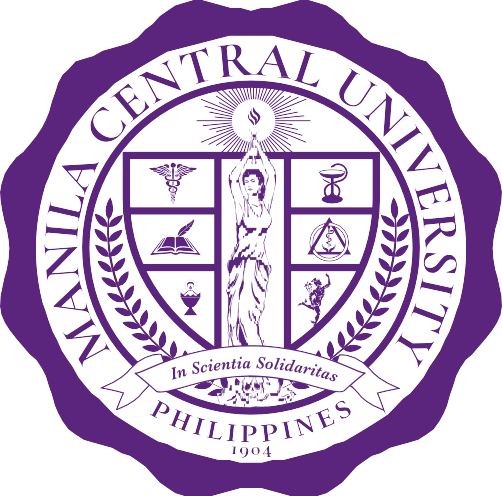 MANILA CENTRAL UNIVERSITY
In Scientia Solidaritas
PHILIPPINES
1904